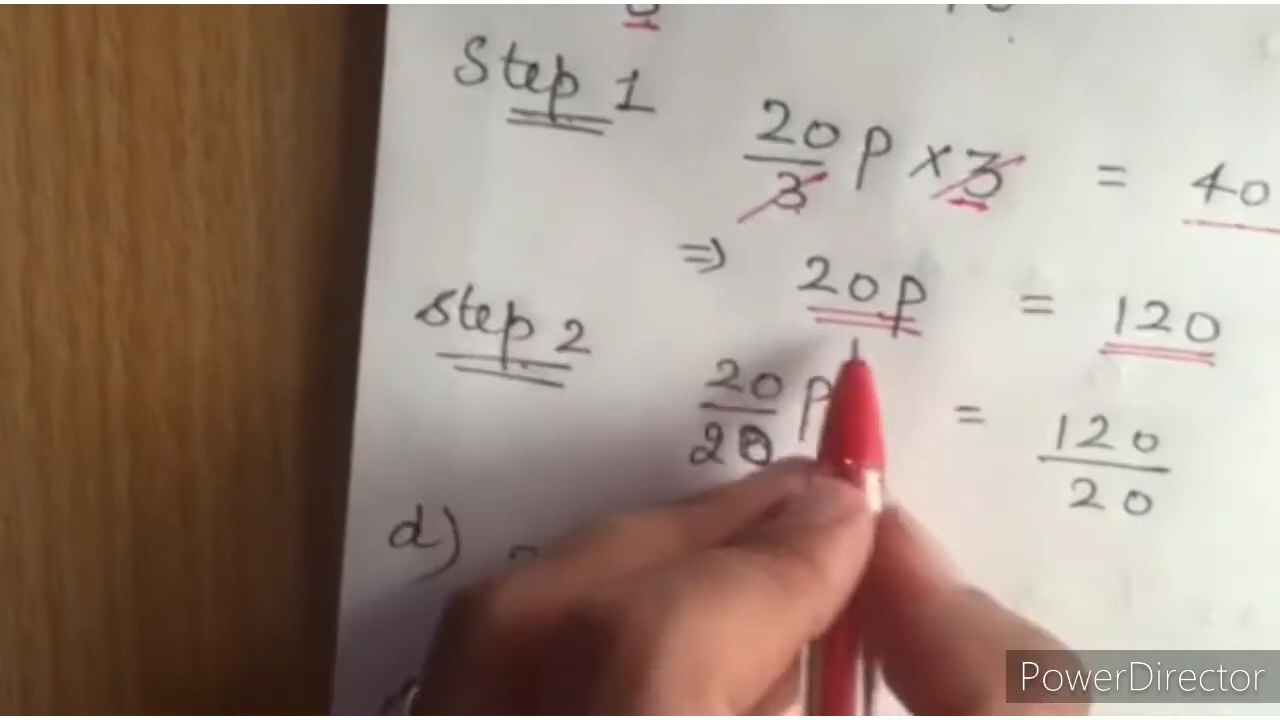 Step 1
20/3 p × 3 = 40
⇒ 20p = 120
Step 2
20/20 p = 120/20
d)
PowerDirector